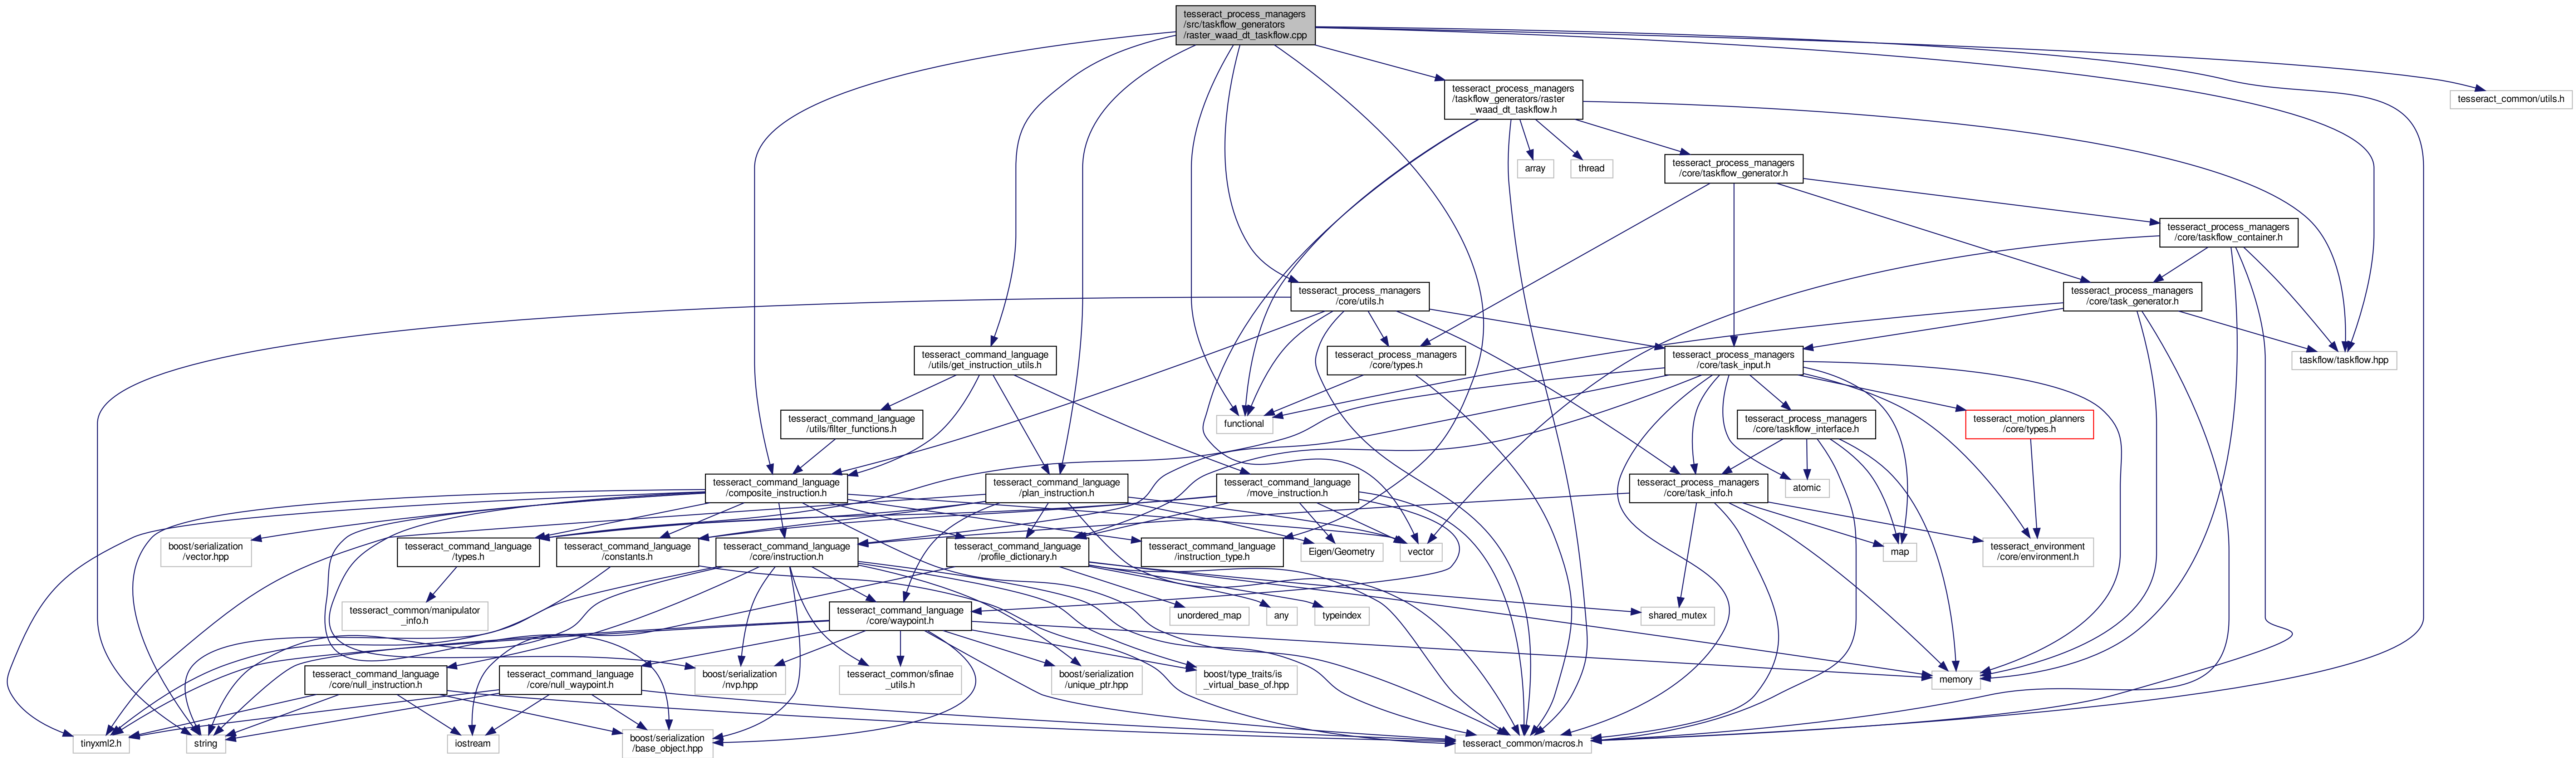 tesseract_process_managers
/src/taskflow_generators
/raster_waad_dt_taskflow.cpp
tesseract_process_managers
/taskflow_generators/raster
_waad_dt_taskflow.h
tesseract_common/utils.h
array
thread
tesseract_process_managers
/core/taskflow_generator.h
tesseract_process_managers
/core/taskflow_container.h
tesseract_process_managers
/core/utils.h
tesseract_process_managers
/core/task_generator.h
tesseract_command_language
/utils/get_instruction_utils.h
tesseract_process_managers
/core/types.h
tesseract_process_managers
/core/task_input.h
taskflow/taskflow.hpp
tesseract_command_language
/utils/filter_functions.h
functional
tesseract_process_managers
/core/taskflow_interface.h
tesseract_motion_planners
/core/types.h
tesseract_command_language
/composite_instruction.h
tesseract_command_language
/plan_instruction.h
tesseract_command_language
/move_instruction.h
tesseract_process_managers
/core/task_info.h
atomic
boost/serialization
/vector.hpp
tesseract_command_language
/types.h
tesseract_command_language
/constants.h
tesseract_command_language
/core/instruction.h
tesseract_command_language
/profile_dictionary.h
tesseract_command_language
/instruction_type.h
Eigen/Geometry
vector
map
tesseract_environment
/core/environment.h
tesseract_common/manipulator
_info.h
tesseract_command_language
/core/waypoint.h
unordered_map
any
typeindex
shared_mutex
tesseract_command_language
/core/null_instruction.h
tesseract_command_language
/core/null_waypoint.h
boost/serialization
/nvp.hpp
tesseract_common/sfinae
_utils.h
boost/serialization
/unique_ptr.hpp
boost/type_traits/is
_virtual_base_of.hpp
memory
tinyxml2.h
string
iostream
boost/serialization
/base_object.hpp
tesseract_common/macros.h